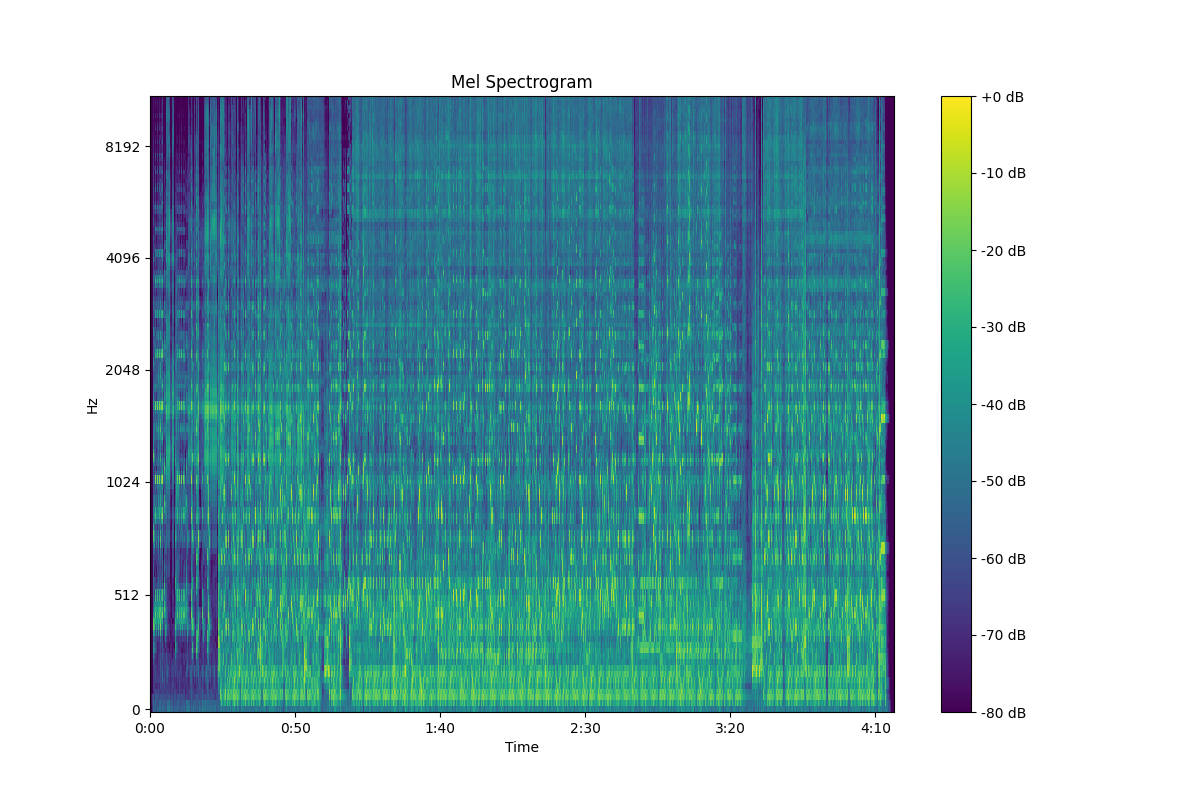 Mel Spectrogram
Hz
8192
4096
2048
1024
512
0
0:00 0:50 1:40 2:30 3:20 4:10
Time
+0 dB
-10 dB
-20 dB
-30 dB
-40 dB
-50 dB
-60 dB
-70 dB
-80 dB